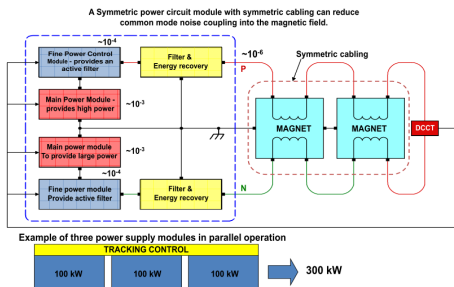 A Symmetric power circuit module with symmetric cabling can reduce
common mode noise coupling into the magnetic field.
~10-4
Fine Power Control
Module - provides an
active filter
Filter &
Energy recovery
~10-6
P
Symmetric cabling
Main Power Module -
provides high power
~10-3
MAGNET
MAGNET
DCCT
Main power module
To provide large power
~10-3
~10-4
Fine power module
Provide active filter
Filter &
Energy recovery
N
Example of three power supply modules in parallel operation
TRACKING CONTROL
100 kW
100 kW
100 kW
300 kW